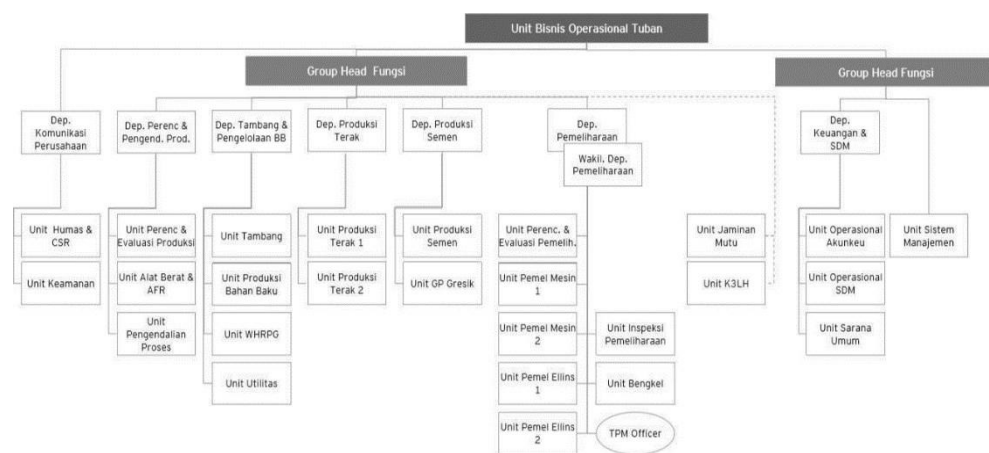 Unit Bisnis Operasional Tuban
Group Head Fungsi
Group Head Fungsi
Dep.
Komunikasi
Perusahaan
Dep. Perenc &
Pengend. Prod.
Dep. Tambang &
Pengelolaan BB
Dep. Produksi
Terak
Dep. Produksi
Semen
Dep.
Pemeliharaan
Wakil. Dep.
Pemeliharaan
Dep.
Keuangan &
SDM
Unit Humas &
CSR
Unit Perenc &
Evaluasi Produksi
Unit Tambang
Unit Produksi
Terak 1
Unit Produksi
Semen
Unit Perenc. &
Evaluasi Pemelih.
Unit Jaminan
Mutu
Unit Operasional
Akunkeu
Unit Sistem
Manajemen
Unit Keamanan
Unit Alat Berat &
AFR
Unit Produksi
Bahan Baku
Unit Produksi
Terak 2
Unit GP Gresik
Unit Pemel Mesin
1
Unit K3LH
Unit Operasional
SDM
Unit
Pengendalian
Proses
Unit WHRPG
Unit Pemel Mesin
2
Unit Inspeksi
Pemeliharaan
Unit Sarana
Umum
Unit Utilitas
Unit Pemel Elins
1
Unit Bengkel
Unit Pemel Elins
2
TPM Officer